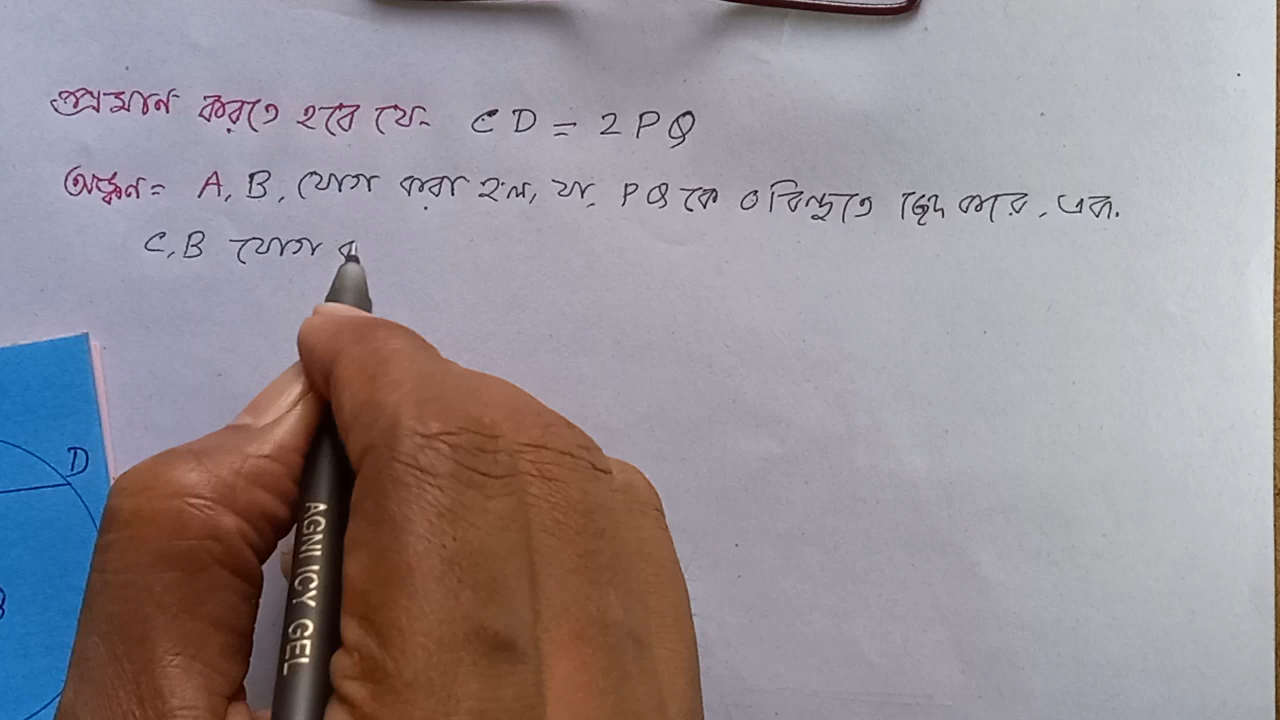 প্রমান করতে হবে যে- CD = 2PQ
অঙ্কন= A, B, যোগ করা হল, যা, PQ কে O বিন্দুতে ছেদ করে, এবং
C, B যোগ ক
D
AGNI ICY GEL